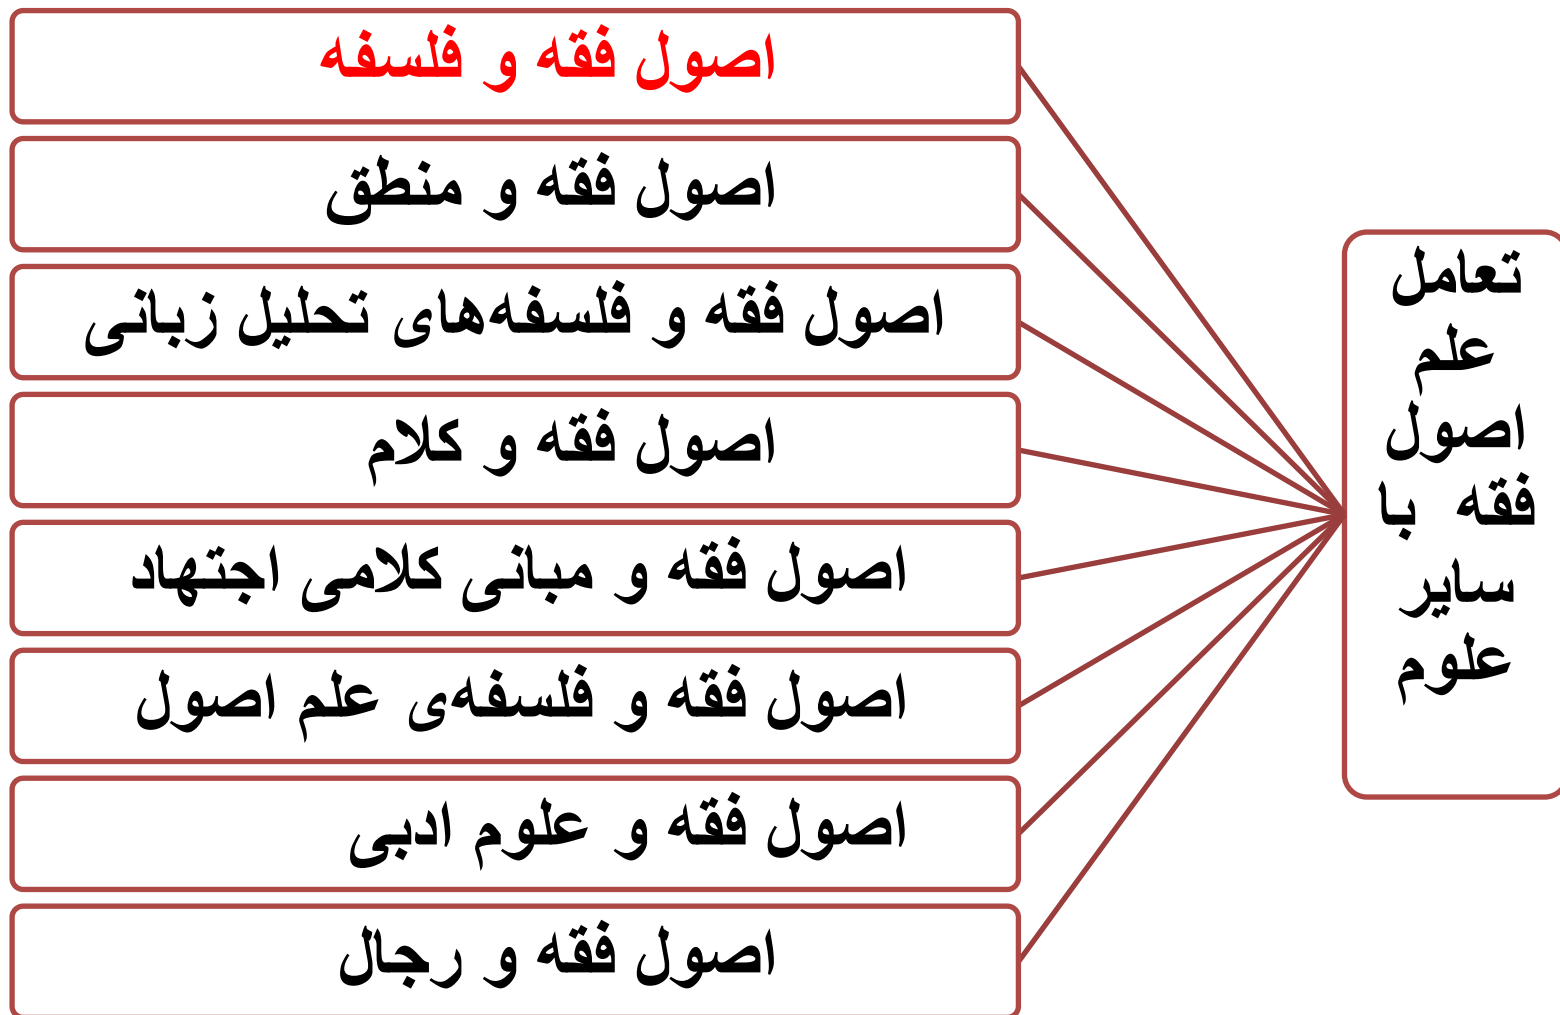 تعامل
علم
اصول
فقه با
سایر
علوم
اصول فقه و فلسفه
اصول فقه و منطق
اصول فقه و فلسفه‌های تحلیل زبانی
اصول فقه و کلام
اصول فقه و مبانی کلامی اجتهاد
اصول فقه و فلسفه‌ی علم اصول
اصول فقه و علوم ادبی
اصول فقه و رجال